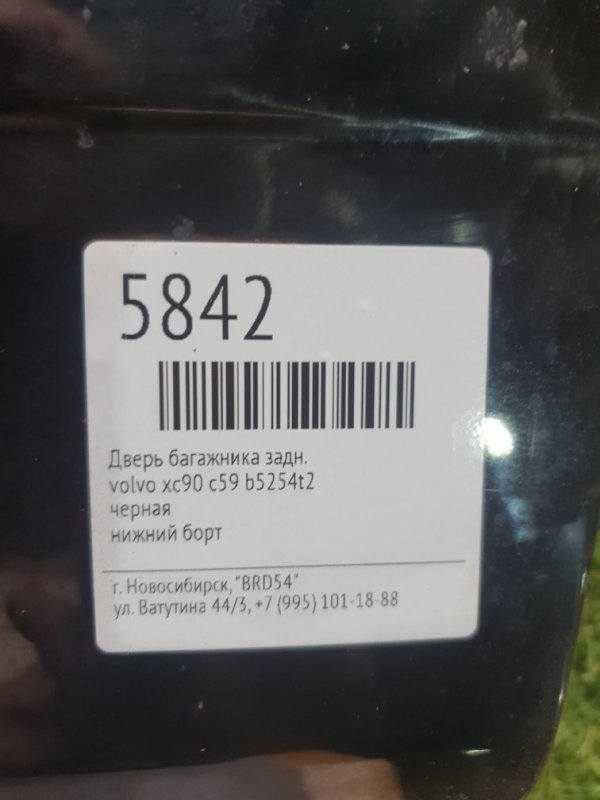 5842
Дверь багажника задн.
volvo xc90 c59 b5254t2
черная
нижний борт
г. Новосибирск,"BRD54"
ул. Ватутина 44/3, +7 (995) 101-18-88